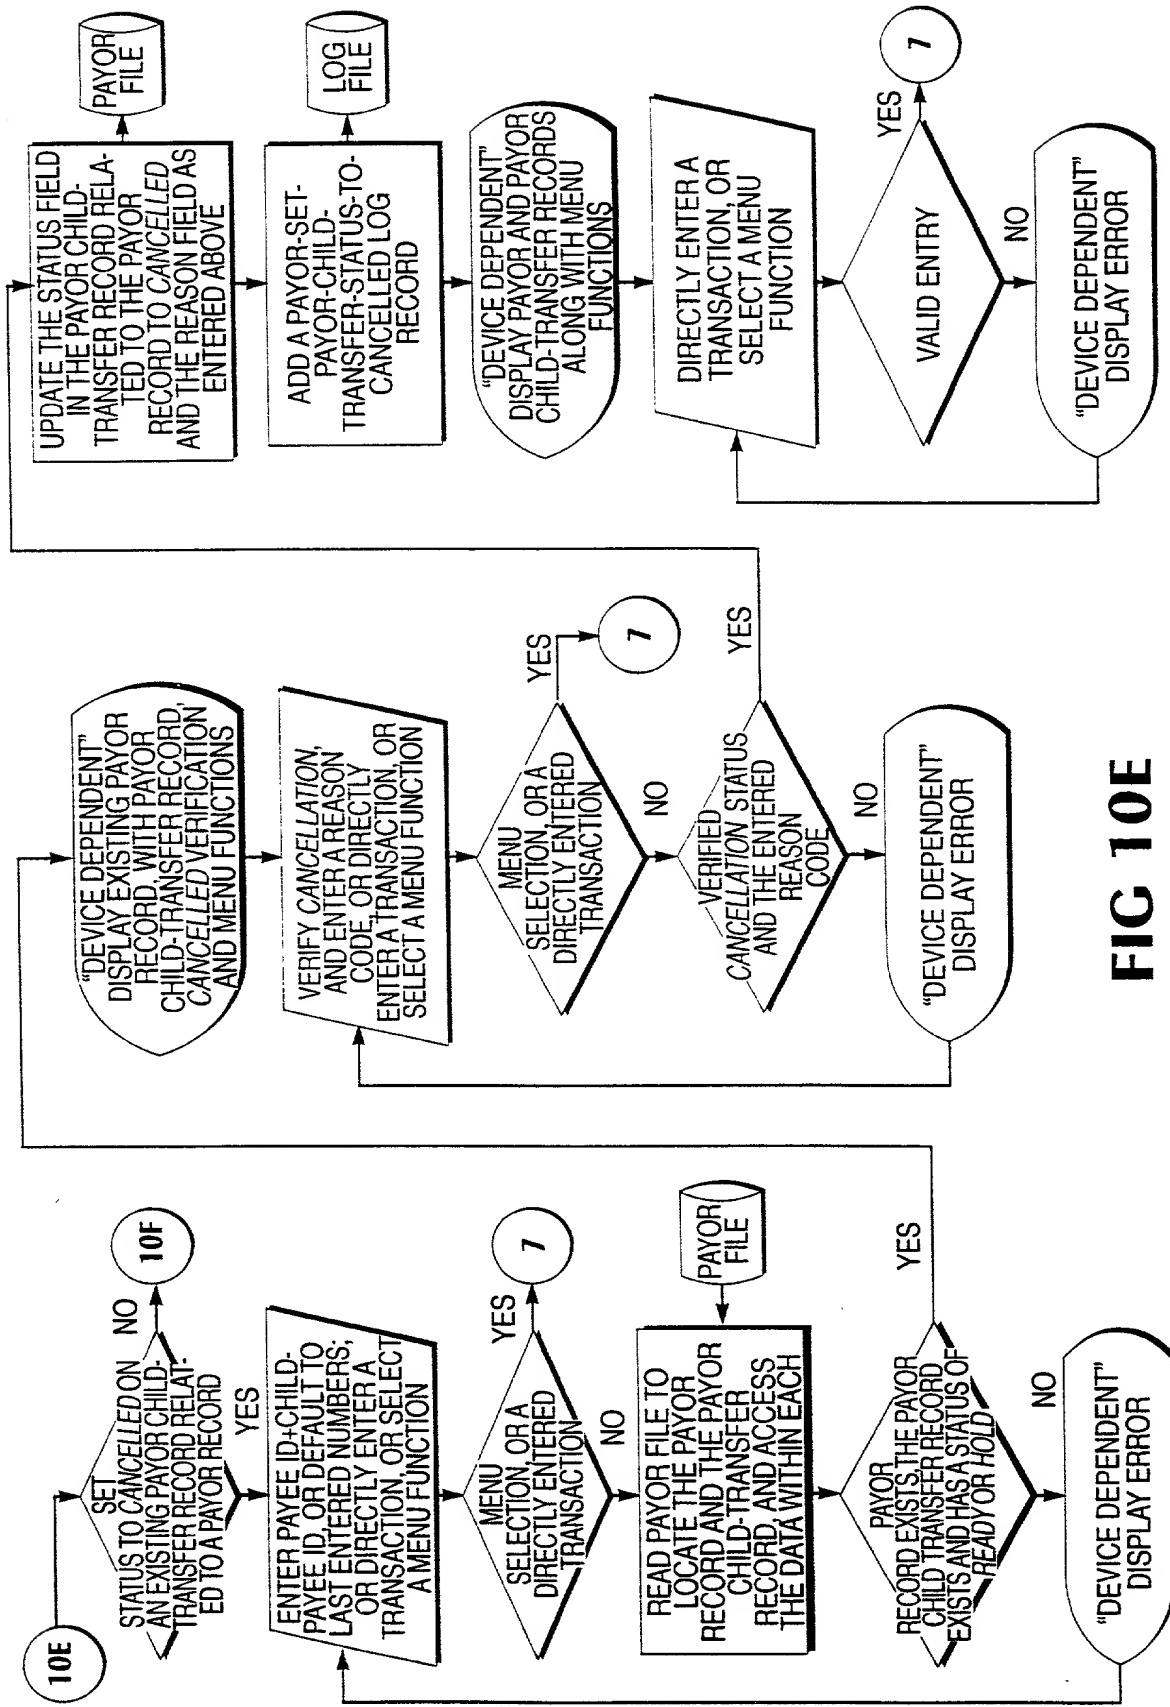 10E
SET
STATUS TO CANCELLED ON
AN EXISTING PAYOR CHILD-
TRANSFER RECORD RELAT-
ED TO A PAYOR RECORD
NO
10F
YES
ENTER PAYEE ID+CHILD-
PAYEE ID, OR DEFAULT TO
LAST ENTERED NUMBERS;
OR DIRECTLY ENTER A
TRANSACTION, OR SELECT
A MENU FUNCTION
MENU
SELECTION, OR A
DIRECTLY ENTERED
TRANSACTION
YES
7
NO
READ PAYOR FILE TO
LOCATE THE PAYOR
RECORD AND THE PAYOR
CHILD-TRANSFER
RECORD, AND ACCESS
THE DATA WITHIN EACH
PAYOR
FILE
PAYOR
RECORD EXISTS, THE PAYOR
CHILD TRANSFER RECORD
EXISTS AND HAS A STATUS OF
READY OR HOLD
YES
NO
“DEVICE DEPENDENT”
DISPLAY ERROR
“DEVICE DEPENDENT”
DISPLAY EXISTING PAYOR
RECORD, WITH PAYOR
CHILD-TRANSFER RECORD,
CANCELLED VERIFICATION
AND MENU FUNCTIONS
VERIFY CANCELLATION,
AND ENTER A REASON
CODE, OR DIRECTLY
ENTER A TRANSACTION, OR
SELECT A MENU FUNCTION
MENU
SELECTION, OR A
DIRECTLY ENTERED
TRANSACTION
YES
7
NO
VERIFIED
CANCELLATION STATUS
AND THE ENTERED
REASON
CODE
YES
NO
“DEVICE DEPENDENT”
DISPLAY ERROR
UPDATE THE STATUS FIELD
IN THE PAYOR CHILD-
TRANSFER RECORD RELA-
TED TO THE PAYOR
RECORD TO CANCELLED
AND THE REASON FIELD AS
ENTERED ABOVE
PAYOR
FILE
ADD A PAYOR-SET-
PAYOR-CHILD-
TRANSFER-STATUS-TO-
CANCELLED LOG
RECORD
LOG
FILE
“DEVICE DEPENDENT”
DISPLAY PAYOR AND PAYOR
CHILD-TRANSFER RECORDS
ALONG WITH MENU
FUNCTIONS
DIRECTLY ENTER A
TRANSACTION, OR
SELECT A MENU
FUNCTION
VALID ENTRY
YES
7
NO
“DEVICE DEPENDENT”
DISPLAY ERROR
FIG 10E